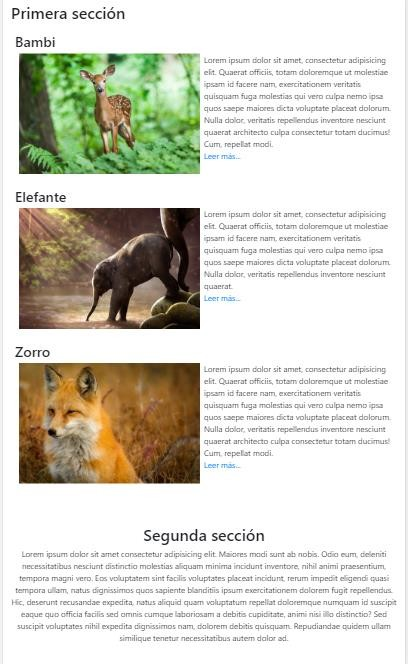 Primera sección
Bambi
Lorem ipsum dolor sit amet, consectetur adipisicing
elit. Quaerat officiis, totam doloremque ut molestiae
ipsam id facere nam, exercitationem veritatis
quisquam fuga molestias qui vero culpa nemo ipsa
quos saepe maiores dicta voluptate placeat dolorum.
Nulla dolor, veritatis repellendus inventore nesciunt
quaerat architecto culpa consectetur totam ducimus!
Cum, repellat modi.
Leer más...
Elefante
Lorem ipsum dolor sit amet, consectetur adipisicing
elit. Quaerat officiis, totam doloremque ut molestiae
ipsam id facere nam, exercitationem veritatis
quisquam fuga molestias qui vero culpa nemo ipsa
quos saepe maiores dicta voluptate placeat dolorum.
Nulla dolor, veritatis repellendus inventore nesciunt
quaerat.
Leer más...
Zorro
Lorem ipsum dolor sit amet, consectetur adipisicing
elit. Quaerat officiis, totam doloremque ut molestiae
ipsam id facere nam, exercitationem veritatis
quisquam fuga molestias qui vero culpa nemo ipsa
quos saepe maiores dicta voluptate placeat dolorum.
Nulla dolor, veritatis repellendus inventore nesciunt
quaerat architecto culpa consectetur totam ducimus!
Cum, repellat modi.
Leer más...
Segunda sección
Lorem ipsum dolor sit amet consectetur adipisicing elit. Maiores modi sunt ab nobis. Odio eum, deleniti
necessitatibus nesciunt distinctio molestias aliquam minima incidunt inventore, nihil animi praesentium,
tempora magni vero. Eos voluptatem sint facilis voluptates placeat incidunt, rerum impedit eligendi quasi
tempora ullam, natus dignissimos quos sapiente blanditiis ipsum exercitationem dolorem fugit repellendus.
Hic, deserunt recusandae expedita, natus aliquid quam voluptatum repellat doloremque numquam id suscipit
eaque quo officia facilis sed omnis cumque laboriosam a debitis cupiditate, animi nisi illo distinctio? Sed
suscipit voluptates nihil expedita dignissimos nam, dolorem debitis quisquam. Repudiandae quidem ullam
similique tenetur necessitatibus autem dolor ad.